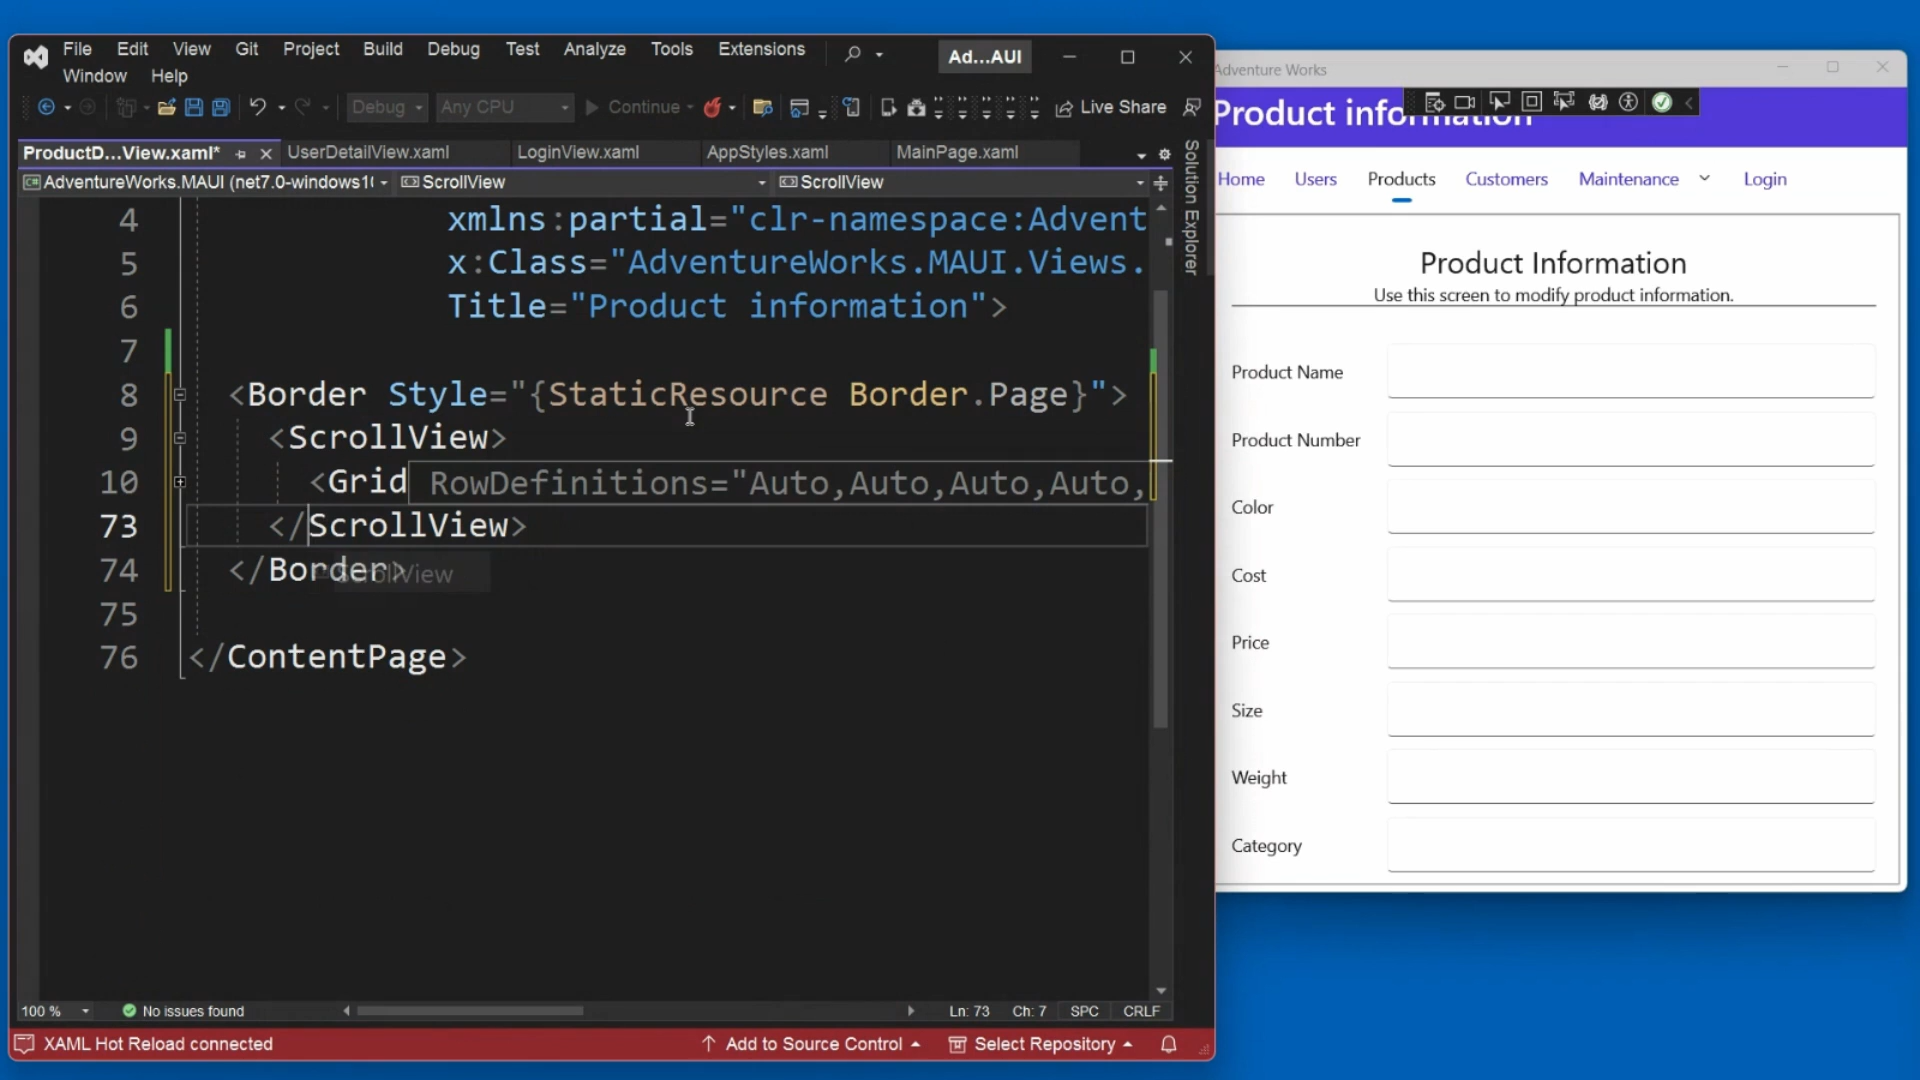 File Edit View Git Project Build Debug Test Analyze Tools Extensions
Window Help
Ad...AUI
Debug Any CPU Continue Live Share
ProductD...View.xaml* UserDetailView.xaml LoginView.xaml AppStyles.xaml MainPage.xaml
AdventureWorks.MAUI (net7.0-windows1( ScrollView ScrollView
Solution Explorer
4 xmlns:partial="clr-namespace:Advent
5 x:Class="AdventureWorks.MAUI.Views.
6 Title="Product information">
7
8 <Border Style="{StaticResource Border.Page}">
9 <ScrollView>
10 <Grid RowDefinitions="Auto,Auto,Auto,Auto,
73 </ScrollView>
74 </Border>
ScrollView
75
76 </ContentPage>
100 % No issues found Ln: 73 Ch: 7 SPC CRLF
XAML Hot Reload connected Add to Source Control Select Repository
Adventure Works
Product information
Home Users Products Customers Maintenance Login
Product Information
Use this screen to modify product information.
Product Name
Product Number
Color
Cost
Price
Size
Weight
Category